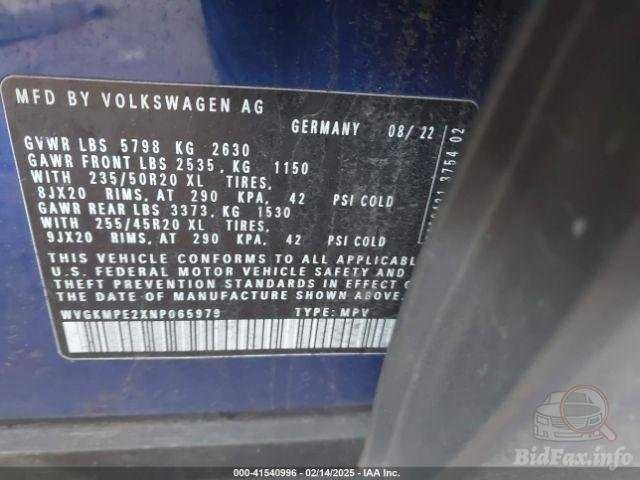 MFD BY VOLKSWAGEN AG
GERMANY 08/22
GVWR LBS 5798 KG 2630
GAWR FRONT LBS 2535, KG 1150
WITH 235/50R20 XL TIRES,
8JX20 RIMS, AT 290 KPA, 42 PSI COLD
GAWR REAR LBS 3373, KG 1530
WITH 255/45R20 XL TIRES,
9JX20 RIMS, AT 290 KPA, 42 PSI COLD
THIS VEHICLE CONFORMS TO ALL
U.S. FEDERAL MOTOR VEHICLE SAFETY AND
THEFT PREVENTION STANDARDS IN EFFECT O
THE DATE OF MANUFACTURE SHOWN ABOVE.
WVGKMPE2XNP065979 TYPE: MPV
3754 02
BidFax.info
000-41540996 - 02/14/2025 - IAA Inc.